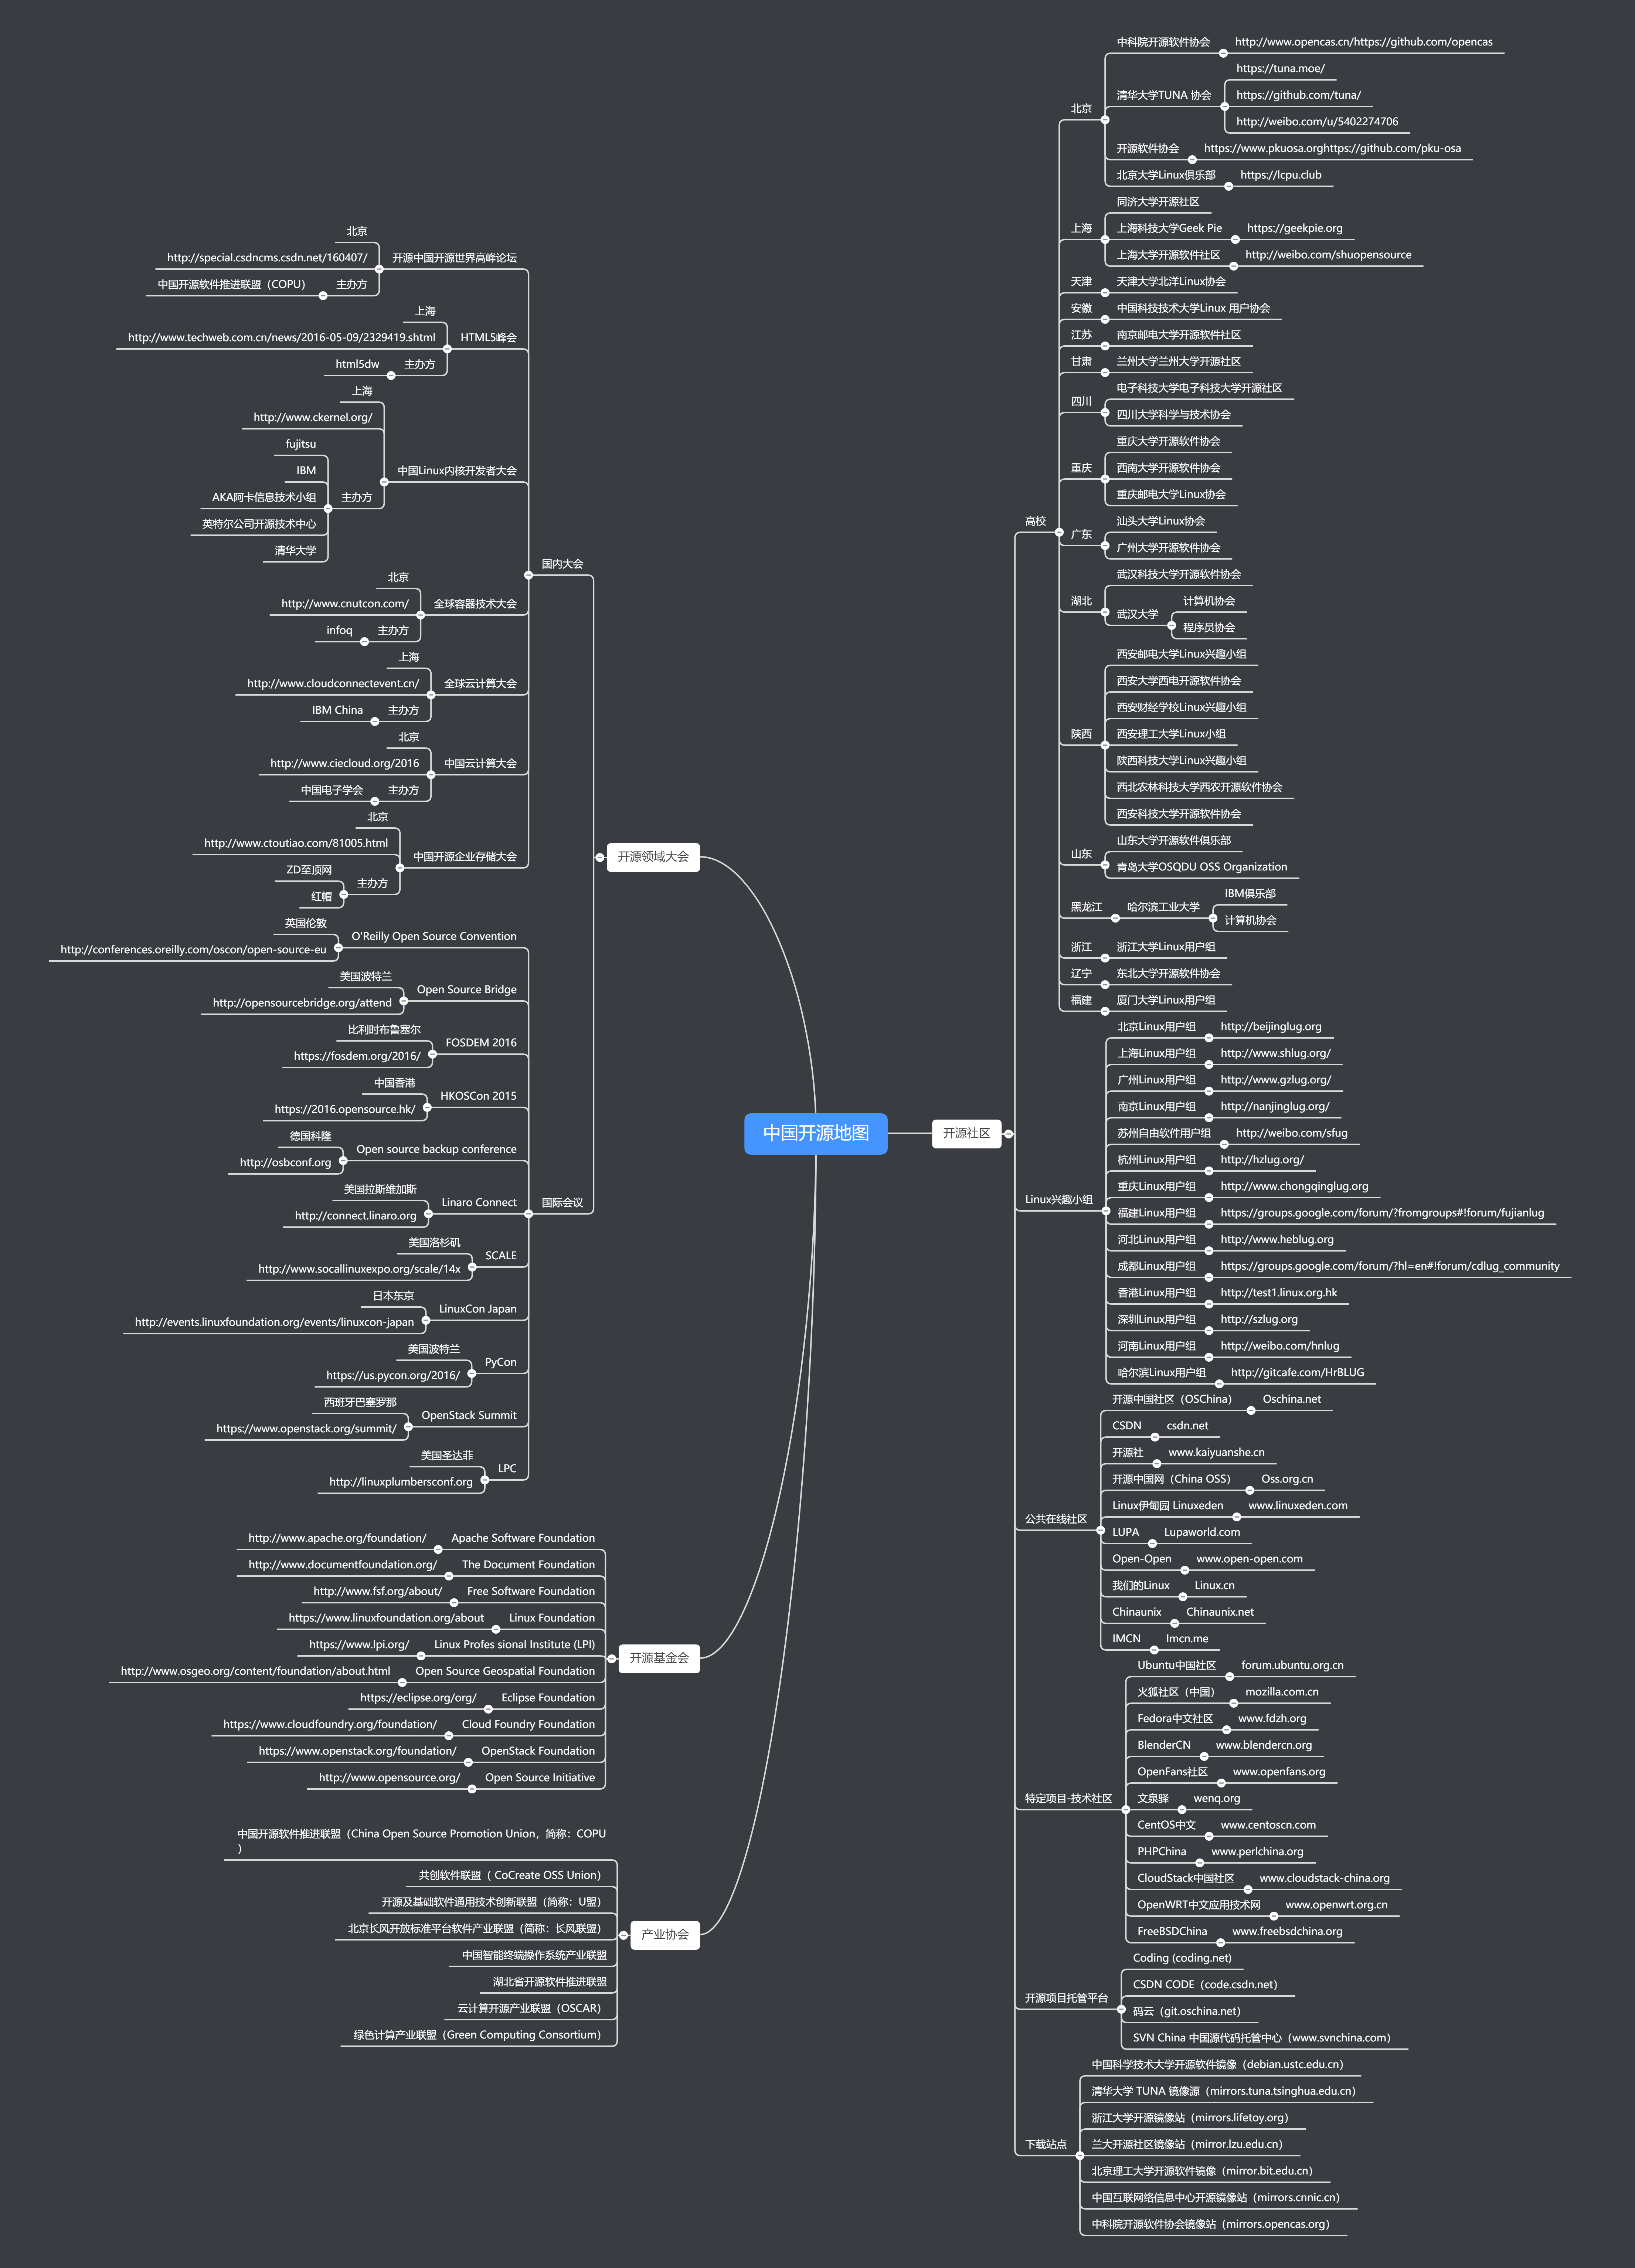 中国开源地图
开源社区
高校
北京
中科院开源软件协会
http://www.opencas.cn/https://github.com/opencas
清华大学TUNA 协会
https://tuna.moe/
https://github.com/tuna/
http://weibo.com/u/5402274706
开源软件协会
https://www.pkuosa.orghttps://github.com/pku-osa
北京大学Linux俱乐部
https://lcpu.club
上海
同济大学开源社区
上海科技大学Geek Pie
https://geekpie.org
上海大学开源软件社区
http://weibo.com/shuopensource
天津
天津大学北洋Linux协会
安徽
中国科技技术大学Linux 用户协会
江苏
南京邮电大学开源软件社区
甘肃
兰州大学兰州大学开源社区
四川
电子科技大学电子科技大学开源社区
四川大学科学与技术协会
重庆
重庆大学开源软件协会
西南大学开源软件协会
重庆邮电大学Linux协会
广东
汕头大学Linux协会
广州大学开源软件协会
湖北
武汉科技大学开源软件协会
武汉大学
计算机协会
程序员协会
陕西
西安邮电大学Linux兴趣小组
西安大学西电开源软件协会
西安财经学校Linux兴趣小组
西安理工大学Linux小组
陕西科技大学Linux兴趣小组
西北农林科技大学西农开源软件协会
西安科技大学开源软件协会
山东
山东大学开源软件俱乐部
青岛大学OSQDU OSS Organization
黑龙江
哈尔滨工业大学
IBM俱乐部
计算机协会
浙江
浙江大学Linux用户组
辽宁
东北大学开源软件协会
福建
厦门大学Linux用户组
Linux兴趣小组
北京Linux用户组
http://beijinglug.org
上海Linux用户组
http://www.shlug.org/
广州Linux用户组
http://www.gzlug.org/
南京Linux用户组
http://nanjinglug.org/
苏州自由软件用户组
http://weibo.com/sfug
杭州Linux用户组
http://hzlug.org/
重庆Linux用户组
http://www.chongqinglug.org
福建Linux用户组
https://groups.google.com/forum/?fromgroups#!forum/fujianlug
河北Linux用户组
http://www.heblug.org
成都Linux用户组
https://groups.google.com/forum/?hl=en#!forum/cdlug_community
香港Linux用户组
http://test1.linux.org.hk
深圳Linux用户组
http://szlug.org
河南Linux用户组
http://weibo.com/hnlug
哈尔滨Linux用户组
http://gitcafe.com/HrBLUG
公共在线社区
开源中国社区（OSChina）
Oschina.net
CSDN
csdn.net
开源社
www.kaiyuanshe.cn
开源中国网（China OSS）
Oss.org.cn
Linux伊甸园 Linuxeden
www.linuxeden.com
LUPA
Lupaworld.com
Open-Open
www.open-open.com
我们的Linux
Linux.cn
Chinaunix
Chinaunix.net
IMCN
Imcn.me
特定项目-技术社区
Ubuntu中国社区
forum.ubuntu.org.cn
火狐社区（中国）
mozilla.com.cn
Fedora中文社区
www.fdzh.org
BlenderCN
www.blendercn.org
OpenFans社区
www.openfans.org
文泉驿
wenq.org
CentOS中文
www.centoscn.com
PHPChina
www.perlchina.org
CloudStack中国社区
www.cloudstack-china.org
OpenWRT中文应用技术网
www.openwrt.org.cn
FreeBSDChina
www.freebsdchina.org
开源项目托管平台
Coding (coding.net)
CSDN CODE（code.csdn.net）
码云（git.oschina.net）
SVN China 中国源代码托管中心（www.svnchina.com）
下载站点
中国科学技术大学开源软件镜像（debian.ustc.edu.cn）
清华大学 TUNA 镜像源（mirrors.tuna.tsinghua.edu.cn）
浙江大学开源镜像站（mirrors.lifetoy.org）
兰大开源社区镜像站（mirror.lzu.edu.cn）
北京理工大学开源软件镜像（mirror.bit.edu.cn）
中国互联网络信息中心开源镜像站（mirrors.cnnic.cn）
中科院开源软件协会镜像站（mirrors.opencas.org）
开源领域大会
国内大会
开源中国开源世界高峰论坛
北京
http://special.csdncms.csdn.net/160407/
主办方
中国开源软件推进联盟（COPU）
HTML5峰会
上海
http://www.techweb.com.cn/news/2016-05-09/2329419.shtml
主办方
html5dw
中国Linux内核开发者大会
上海
http://www.ckernel.org/
主办方
fujitsu
IBM
AKA阿卡信息技术小组
英特尔公司开源技术中心
清华大学
全球容器技术大会
北京
http://www.cnutcon.com/
主办方
infoq
全球云计算大会
上海
http://www.cloudconnectevent.cn/
主办方
IBM China
中国云计算大会
北京
http://www.ciecloud.org/2016
主办方
中国电子学会
中国开源企业存储大会
北京
http://www.ctoutiao.com/81005.html
主办方
ZD至顶网
红帽
国际会议
O'Reilly Open Source Convention
英国伦敦
http://conferences.oreilly.com/oscon/open-source-eu
Open Source Bridge
美国波特兰
http://opensourcebridge.org/attend
FOSDEM 2016
比利时布鲁塞尔
https://fosdem.org/2016/
HKOSCon 2015
中国香港
https://2016.opensource.hk/
Open source backup conference
德国科隆
http://osbconf.org
Linaro Connect
美国拉斯维加斯
http://connect.linaro.org
SCALE
美国洛杉矶
http://www.socallinuxexpo.org/scale/14x
LinuxCon Japan
日本东京
http://events.linuxfoundation.org/events/linuxcon-japan
PyCon
美国波特兰
https://us.pycon.org/2016/
OpenStack Summit
西班牙巴塞罗那
https://www.openstack.org/summit/
LPC
美国圣达菲
http://linuxplumbersconf.org
开源基金会
Apache Software Foundation
http://www.apache.org/foundation/
The Document Foundation
http://www.documentfoundation.org/
Free Software Foundation
http://www.fsf.org/about/
Linux Foundation
https://www.linuxfoundation.org/about
Linux Profes sional Institute (LPI)
https://www.lpi.org/
Open Source Geospatial Foundation
http://www.osgeo.org/content/foundation/about.html
Eclipse Foundation
https://eclipse.org/org/
Cloud Foundry Foundation
https://www.cloudfoundry.org/foundation/
OpenStack Foundation
https://www.openstack.org/foundation/
Open Source Initiative
http://www.opensource.org/
产业协会
中国开源软件推进联盟（China Open Source Promotion Union，简称：COPU
）
共创软件联盟（ CoCreate OSS Union）
开源及基础软件通用技术创新联盟（简称：U盟）
北京长风开放标准平台软件产业联盟（简称：长风联盟）
中国智能终端操作系统产业联盟
湖北省开源软件推进联盟
云计算开源产业联盟（OSCAR）
绿色计算产业联盟（Green Computing Consortium）